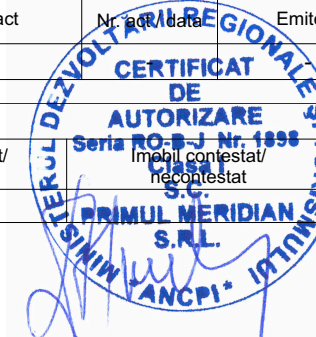 act Nr. act / data Emite
MINISTERUL DEZVOLTARII REGIONALE ŞI TURISMULUI
CERTIFICAT
DE
AUTORIZARE
Seria RO-B-J Nr. 1898
t/ Imobil contestat/
Clasa I
necontestat
S.C.
PRIMUL MERIDIAN
S.R.L.
*ANCPI*